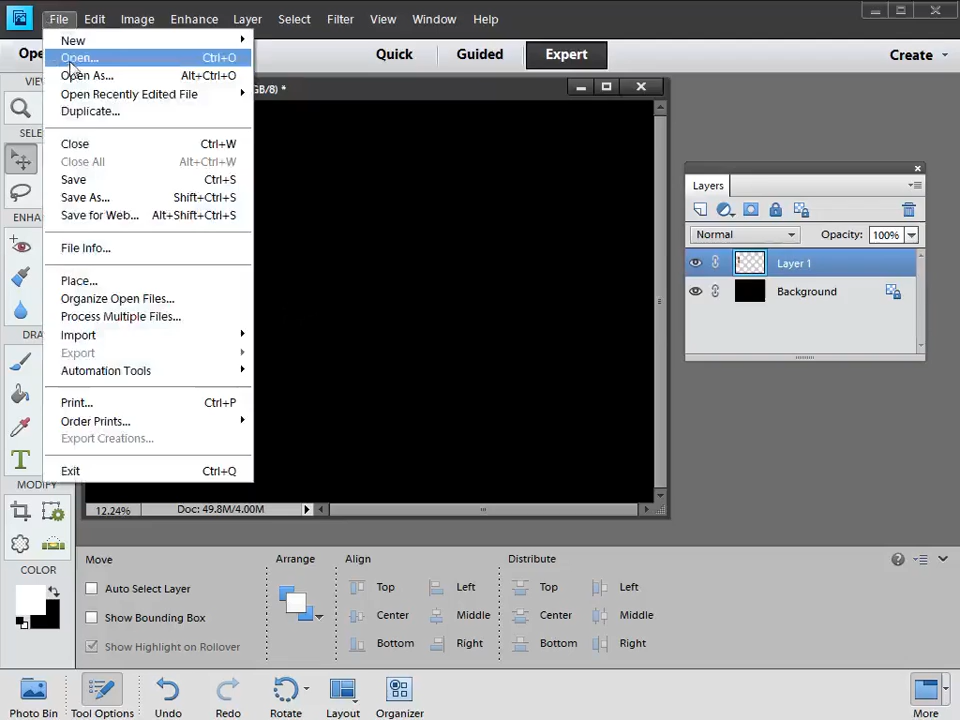 File Edit Image Enhance Layer Select Filter View Window Help
Quick Guided Expert Create
New
Open... Ctrl+O
Open As... Alt+Ctrl+O
Open Recently Edited File
Duplicate...
Close Ctrl+W
Close All Alt+Ctrl+W
Save Ctrl+S
Save As... Shift+Ctrl+S
Save for Web... Alt+Shift+Ctrl+S
File Info...
Place...
Organize Open Files...
Process Multiple Files...
Import
Export
Automation Tools
Print... Ctrl+P
Order Prints...
Export Creations...
Exit Ctrl+Q
GB/8) *
12.24% Doc: 49.8M/4.00M
Layers
Normal Opacity: 100%
Layer 1
Background
MODIFY
COLOR
Move Arrange Align Distribute
Auto Select Layer
Show Bounding Box
Show Highlight on Rollover
Top Left Top Left
Center Middle Center Middle
Bottom Right Bottom Right
Photo Bin Tool Options Undo Redo Rotate Layout Organizer More